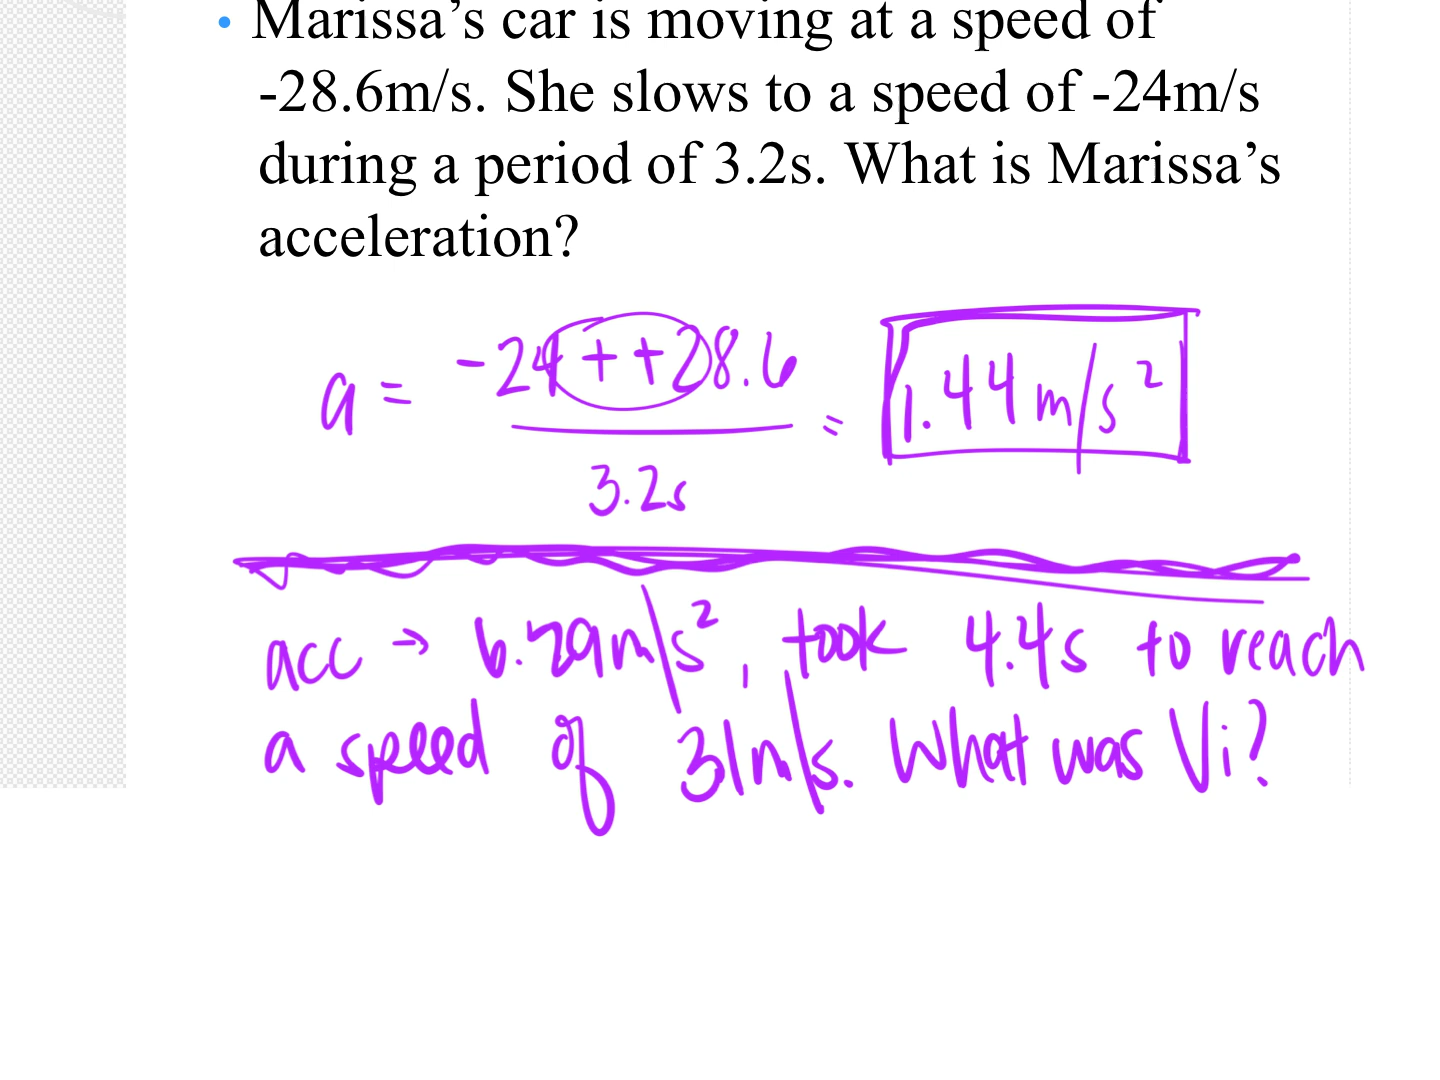 • Marissa's car is moving at a speed of
-28.6m/s. She slows to a speed of -24m/s
during a period of 3.2s. What is Marissa's
acceleration?
a = -24 + +28.6 = 1.44 m/s²
3.2s
acc → 6.29m/s², took 4.4s to reach
a speed of 31m/s. What was Vi?